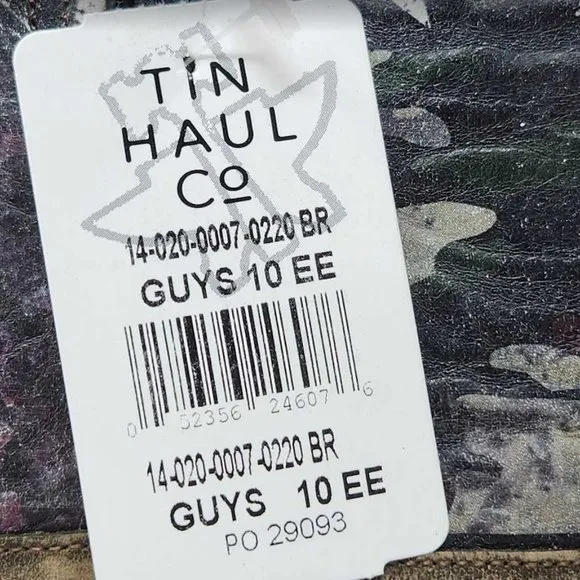 TIN
HAUL
Co
14-020-0007-0220 BR
GUYS 10 EE
0 52356 24607 6
14-020-0007-0220 BR
GUYS 10 EE
PO 29093